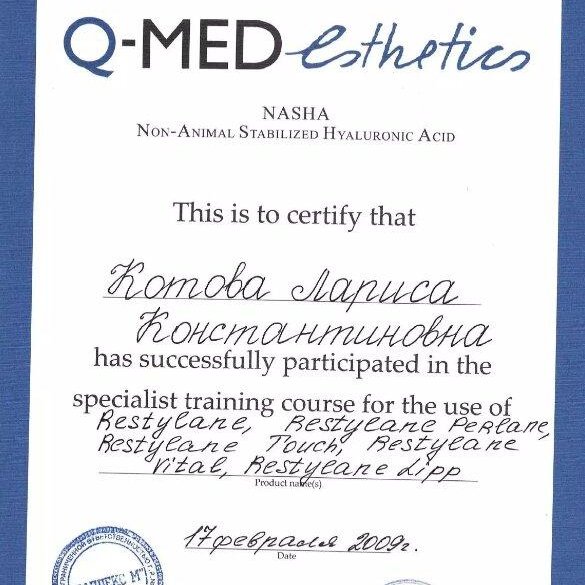 Q-MED esthetics
NASHA
NON-ANIMAL STABILIZED HYALURONIC ACID
This is to certify that
Котова Лариса
Константиновна
has successfully participated in the
specialist training course for the use of
Restylane, Restylane Perlane,
Restylane Touch, Restylane
Vital, Restylane Lipp
Product name(s)
17 февраля 2009г.
Date